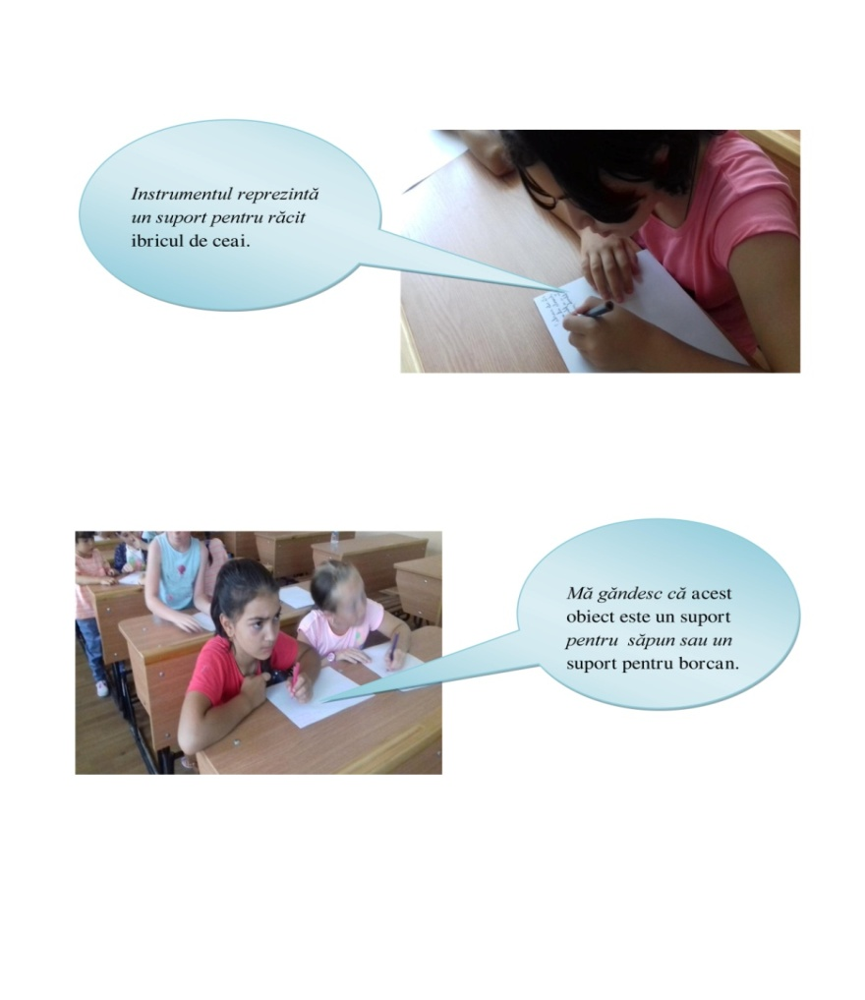 Instrumentul reprezintă
un suport pentru răcit
ibricul de ceai.
Mă găndesc că acest
obiect este un suport
pentru săpun sau un
suport pentru borcan.